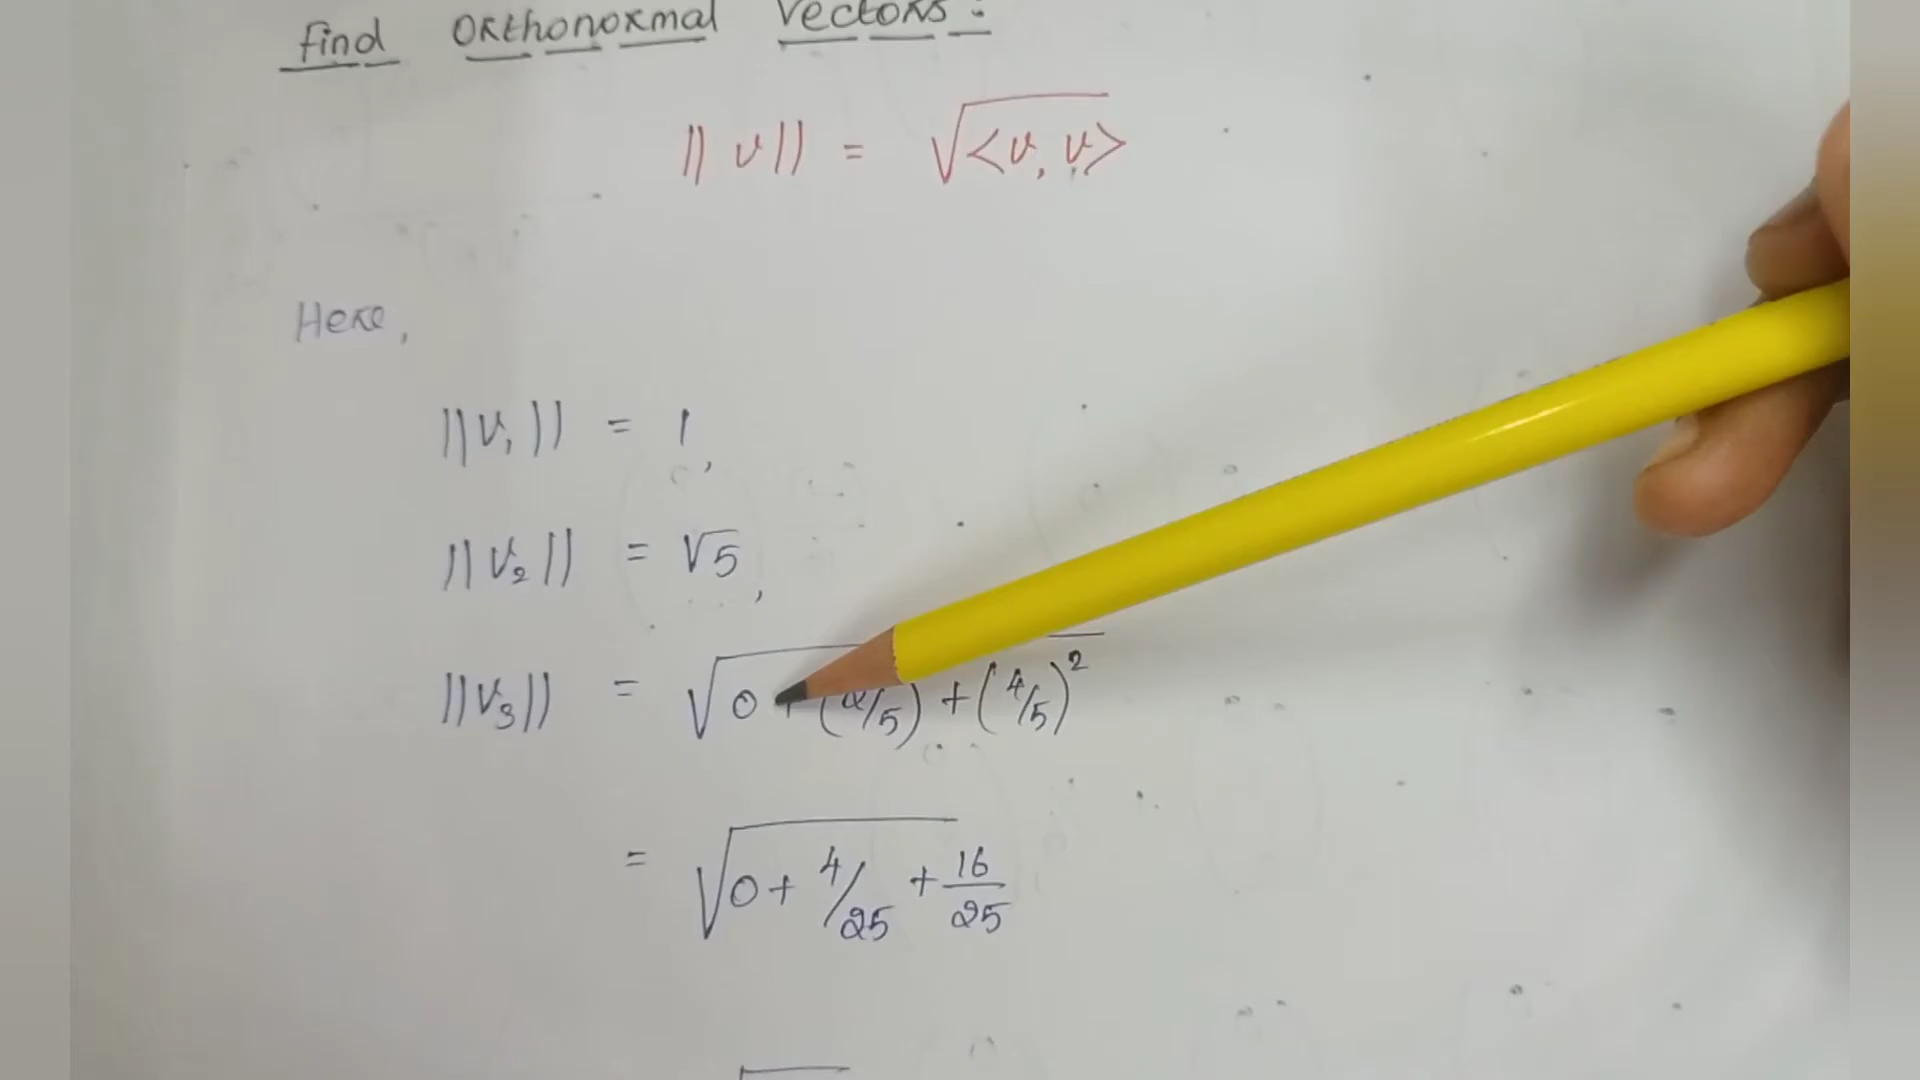 Find Orthonormal Vectors:
||v|| = √<v, v>
Here,
||v₁|| = 1,
||v₂|| = √5,
||v₃|| = √0 + (2/5) + (4/5)²
= √0 + 4/25 + 16/25